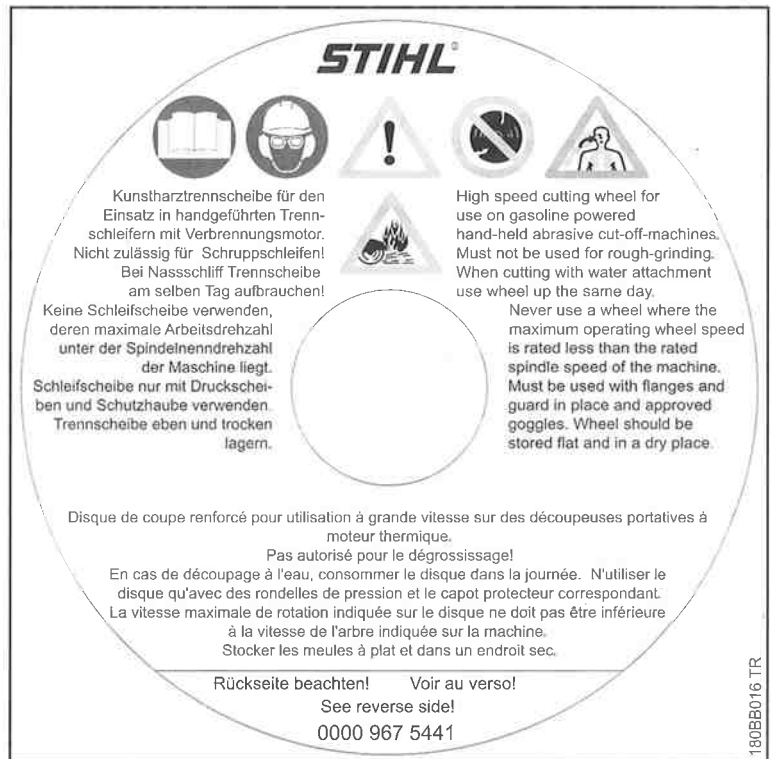 STIHL®
Kunstharztrennscheibe für den
Einsatz in handgeführten Trenn-
schleifern mit Verbrennungsmotor.
Nicht zulässig für Schruppschleifen!
Bei Nassschliff Trennscheibe
am selben Tag aufbrauchen!
Keine Schleifscheibe verwenden,
deren maximale Arbeitsdrehzahl
unter der Spindelnenndrehzahl
der Maschine liegt.
Schleifscheibe nur mit Druckschei-
ben und Schutzhaube verwenden.
Trennscheibe eben und trocken
lagern.
High speed cutting wheel for
use on gasoline powered
hand-held abrasive cut-off-machines.
Must not be used for rough-grinding.
When cutting with water attachment
use wheel up the same day.
Never use a wheel where the
maximum operating wheel speed
is rated less than the rated
spindle speed of the machine.
Must be used with flanges and
guard in place and approved
goggles. Wheel should be
stored flat and in a dry place.
Disque de coupe renforcé pour utilisation à grande vitesse sur des découpeuses portatives à
moteur thermique.
Pas autorisé pour le dégrossissage!
En cas de découpage à l'eau, consommer le disque dans la journée. N'utiliser le
disque qu'avec des rondelles de pression et le capot protecteur correspondant.
La vitesse maximale de rotation indiquée sur le disque ne doit pas être inférieure
à la vitesse de l'arbre indiquée sur la machine.
Stocker les meules à plat et dans un endroit sec.
Rückseite beachten! Voir au verso!
See reverse side!
0000 967 5441
180BB016 TR